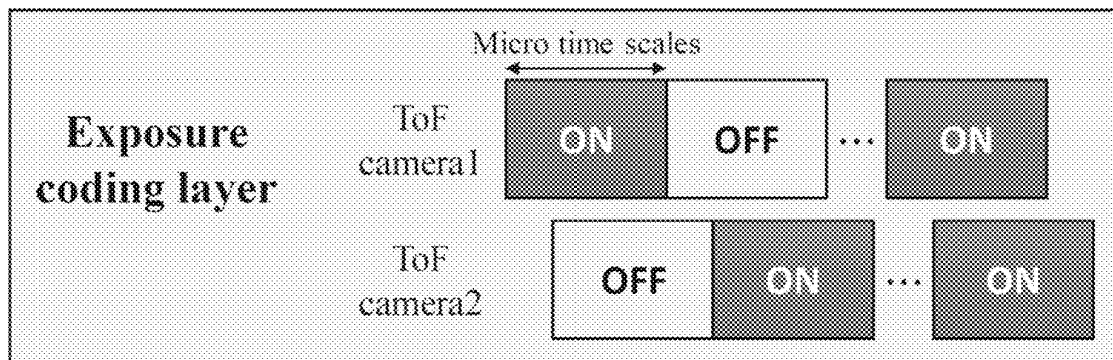 Micro time scales
Exposure
coding layer
ToF
camera1
ON OFF ... ON
ToF
camera2
OFF ON ... ON